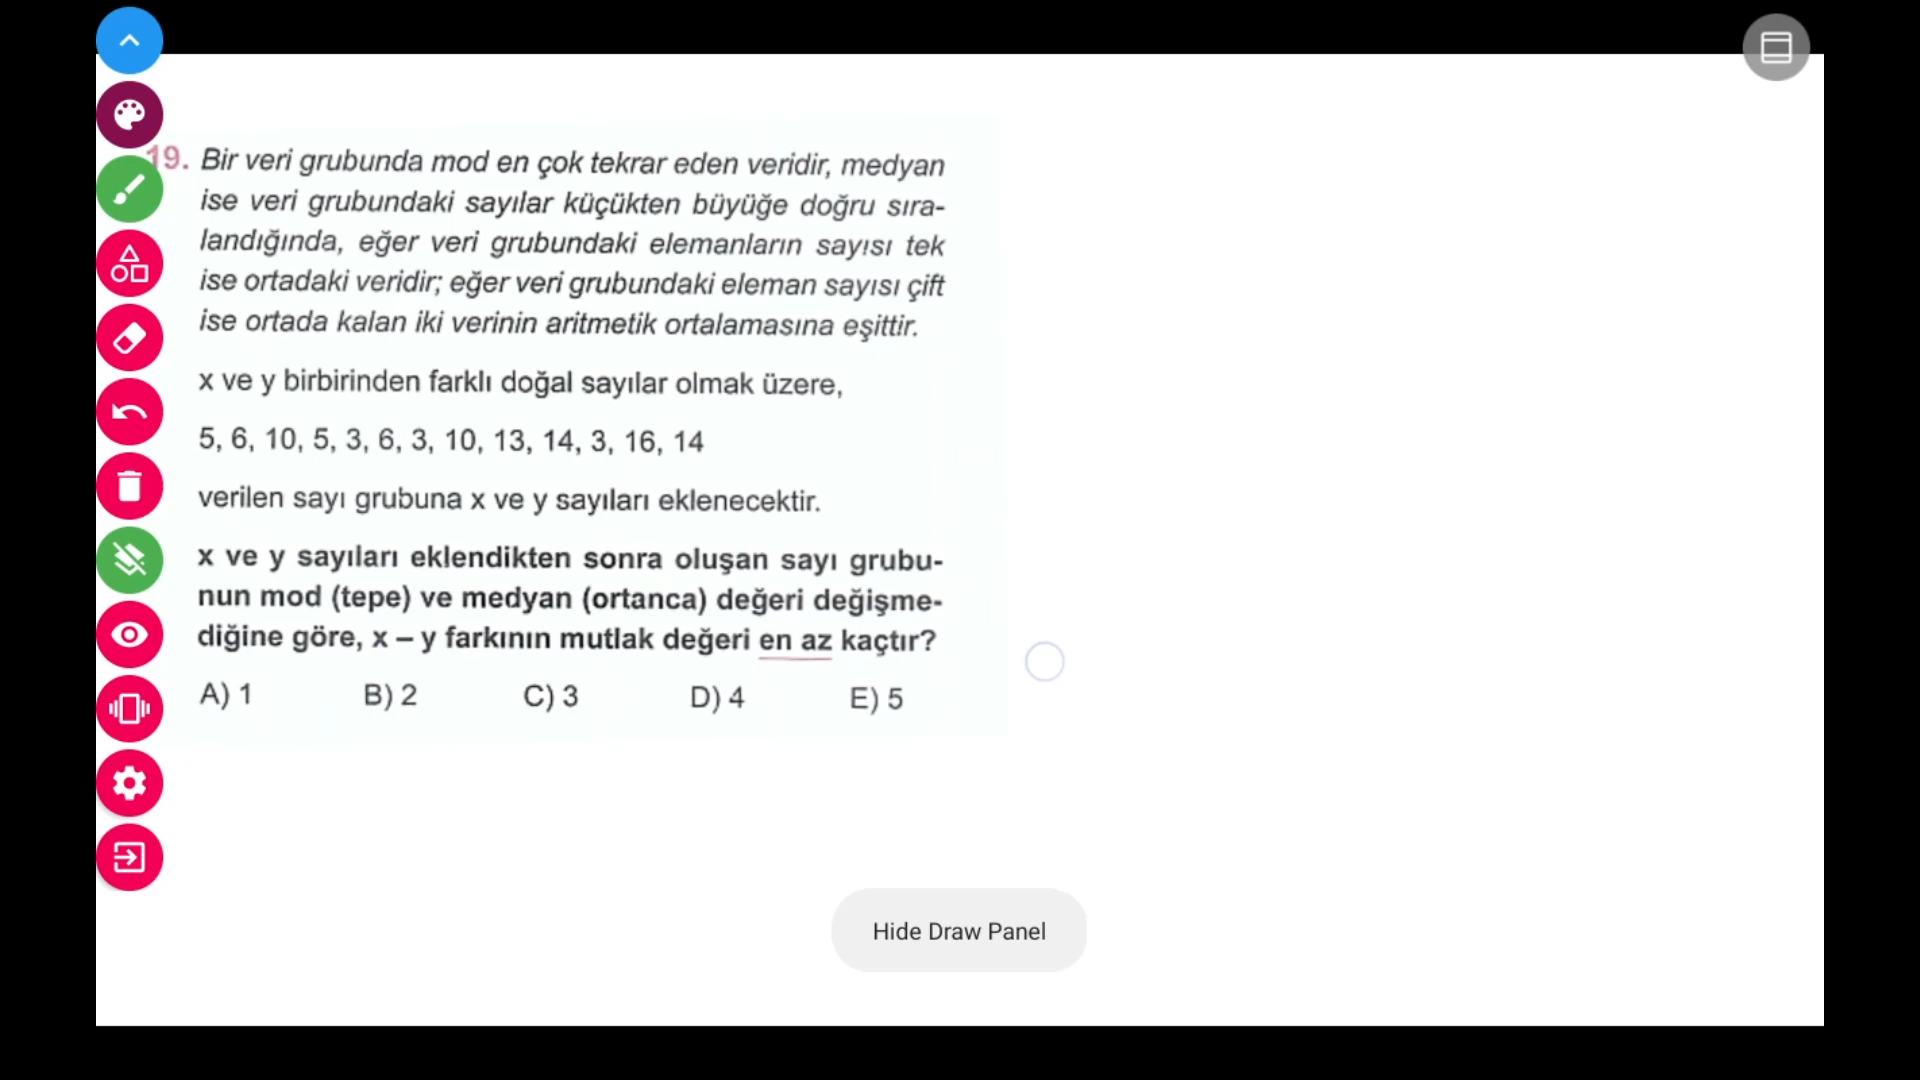 19. Bir veri grubunda mod en çok tekrar eden veridir, medyan
ise veri grubundaki sayılar küçükten büyüğe doğru sıra-
landığında, eğer veri grubundaki elemanların sayısı tek
ise ortadaki veridir; eğer veri grubundaki eleman sayısı çift
ise ortada kalan iki verinin aritmetik ortalamasına eşittir.
x ve y birbirinden farklı doğal sayılar olmak üzere,
5, 6, 10, 5, 3, 6, 3, 10, 13, 14, 3, 16, 14
verilen sayı grubuna x ve y sayıları eklenecektir.
x ve y sayıları eklendikten sonra oluşan sayı grubu-
nun mod (tepe) ve medyan (ortanca) değeri değişme-
diğine göre, x – y farkının mutlak değeri en az kaçtır?
A) 1 B) 2 C) 3 D) 4 E) 5
Hide Draw Panel